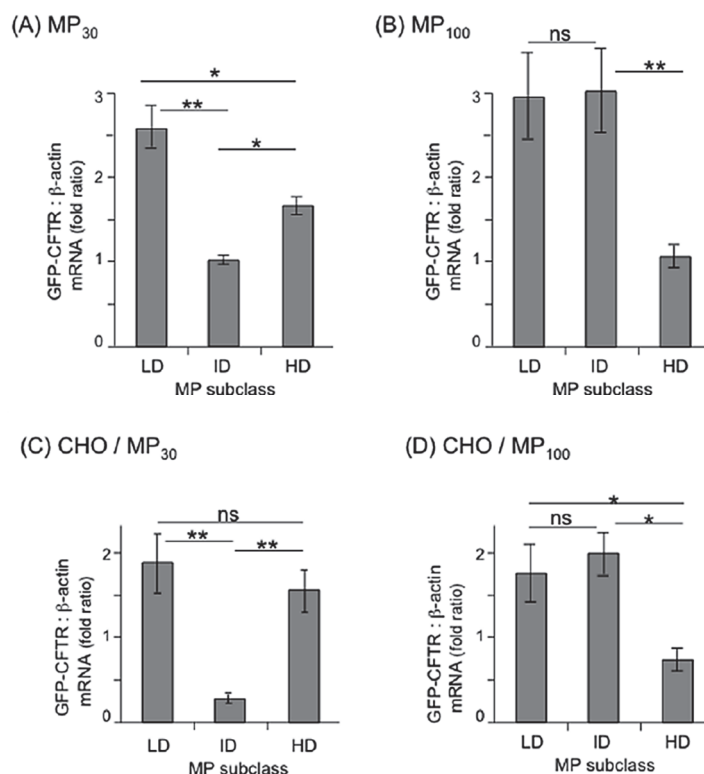 (A) MP30
*
**
*
3
2
1
0
GFP-CFTR : β-actin
mRNA (fold ratio)
LD ID HD
MP subclass
(B) MP100
ns
**
3
2
1
0
GFP-CFTR : β-actin
mRNA (fold ratio)
LD ID HD
MP subclass
(C) CHO / MP30
ns
** **
2
1
0
GFP-CFTR : β-actin
mRNA (fold ratio)
LD ID HD
MP subclass
(D) CHO / MP100
*
ns *
2
1
0
GFP-CFTR : β-actin
mRNA (fold ratio)
LD ID HD
MP subclass